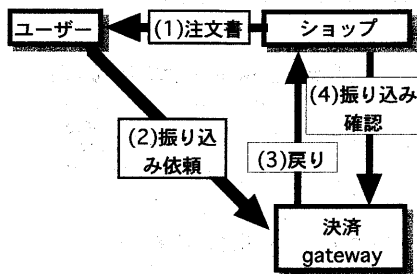 ユーザー
(1)注文書
ショップ
(2)振り込
み依頼
(3)戻り
(4)振り込み
確認
決済
gateway